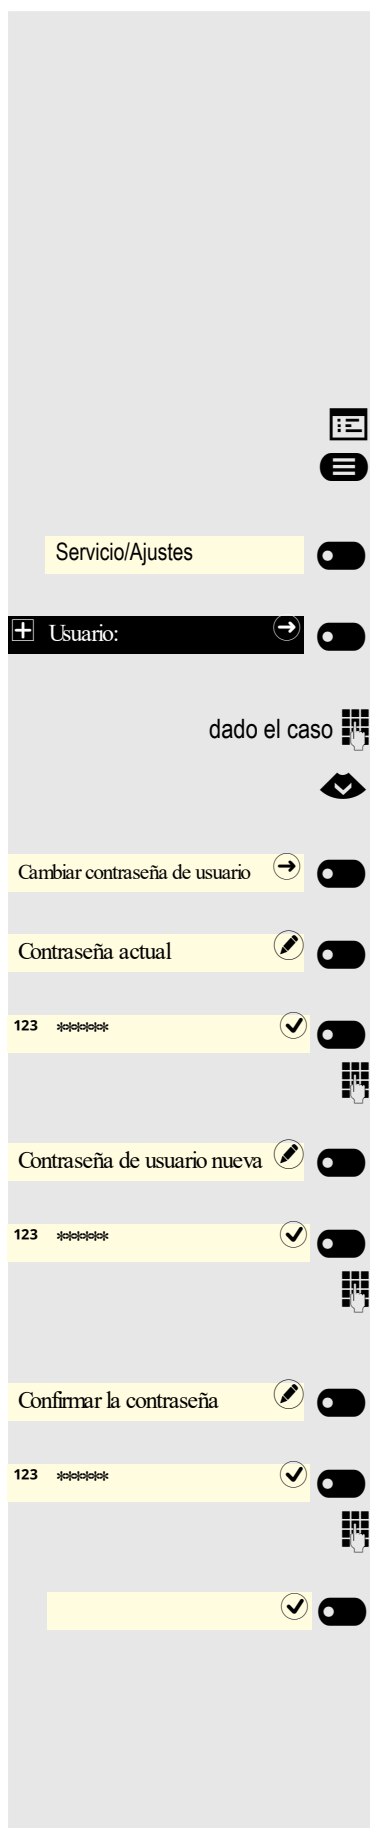 Servicio/Ajustes
Usuario:
dado el caso
Cambiar contraseña de usuario
Contraseña actual
123 ******
Contraseña de usuario nueva
123 ******
Confirmar la contraseña
123 ******